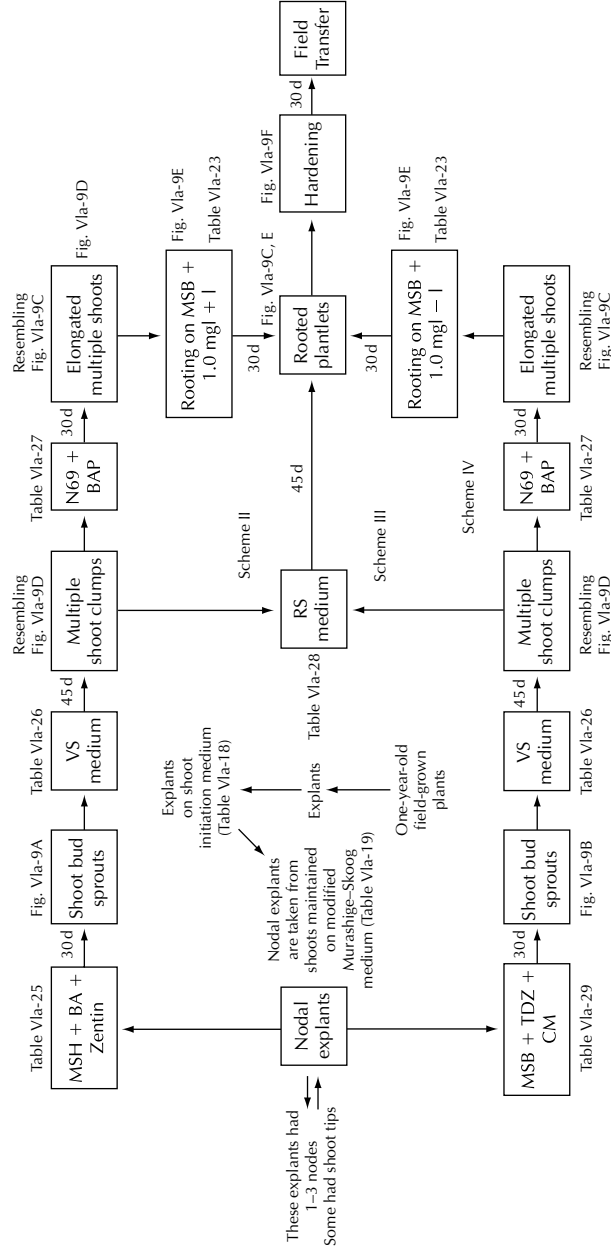 These explants had
1–3 nodes
Some had shoot tips
Nodal
explants
Table VIa-25
MSH + BA +
Zentin
30 d
Fig. VIa-9A
Shoot bud
sprouts
Table VIa-26
VS
medium
45 d
Resembling
Fig. VIa-9D
Multiple
shoot clumps
Table VIa-27
N69 +
BAP
30 d
Resembling
Fig. VIa-9C
Elongated
multiple shoots
Fig. VIa-9D
Rooting on MSB +
1.0 mgl + I
Fig. VIa-9E
Table VIa-23
30 d
Nodal explants
are taken from
shoots maintained
on modified
Murashige–Skoog
medium (Table VIa-19)
Explants
on shoot
initiation medium
(Table VIa-18)
Explants
One-year-old
field-grown
plants
Scheme II
Table VIa-28
RS
medium
Scheme III
45 d
Fig. VIa-9C, E
Rooted
plantlets
Fig. VIa-9F
Hardening
30 d
Field
Transfer
MSB + TDZ +
CM
Table VIa-29
30 d
Shoot bud
sprouts
Fig. VIa-9B
VS
medium
Table VIa-26
45 d
Multiple
shoot clumps
Resembling
Fig. VIa-9D
Scheme IV
N69 +
BAP
Table VIa-27
30 d
Elongated
multiple shoots
Resembling
Fig. VIa-9C
30 d
Rooting on MSB +
1.0 mgl − I
Fig. VIa-9E
Table VIa-23